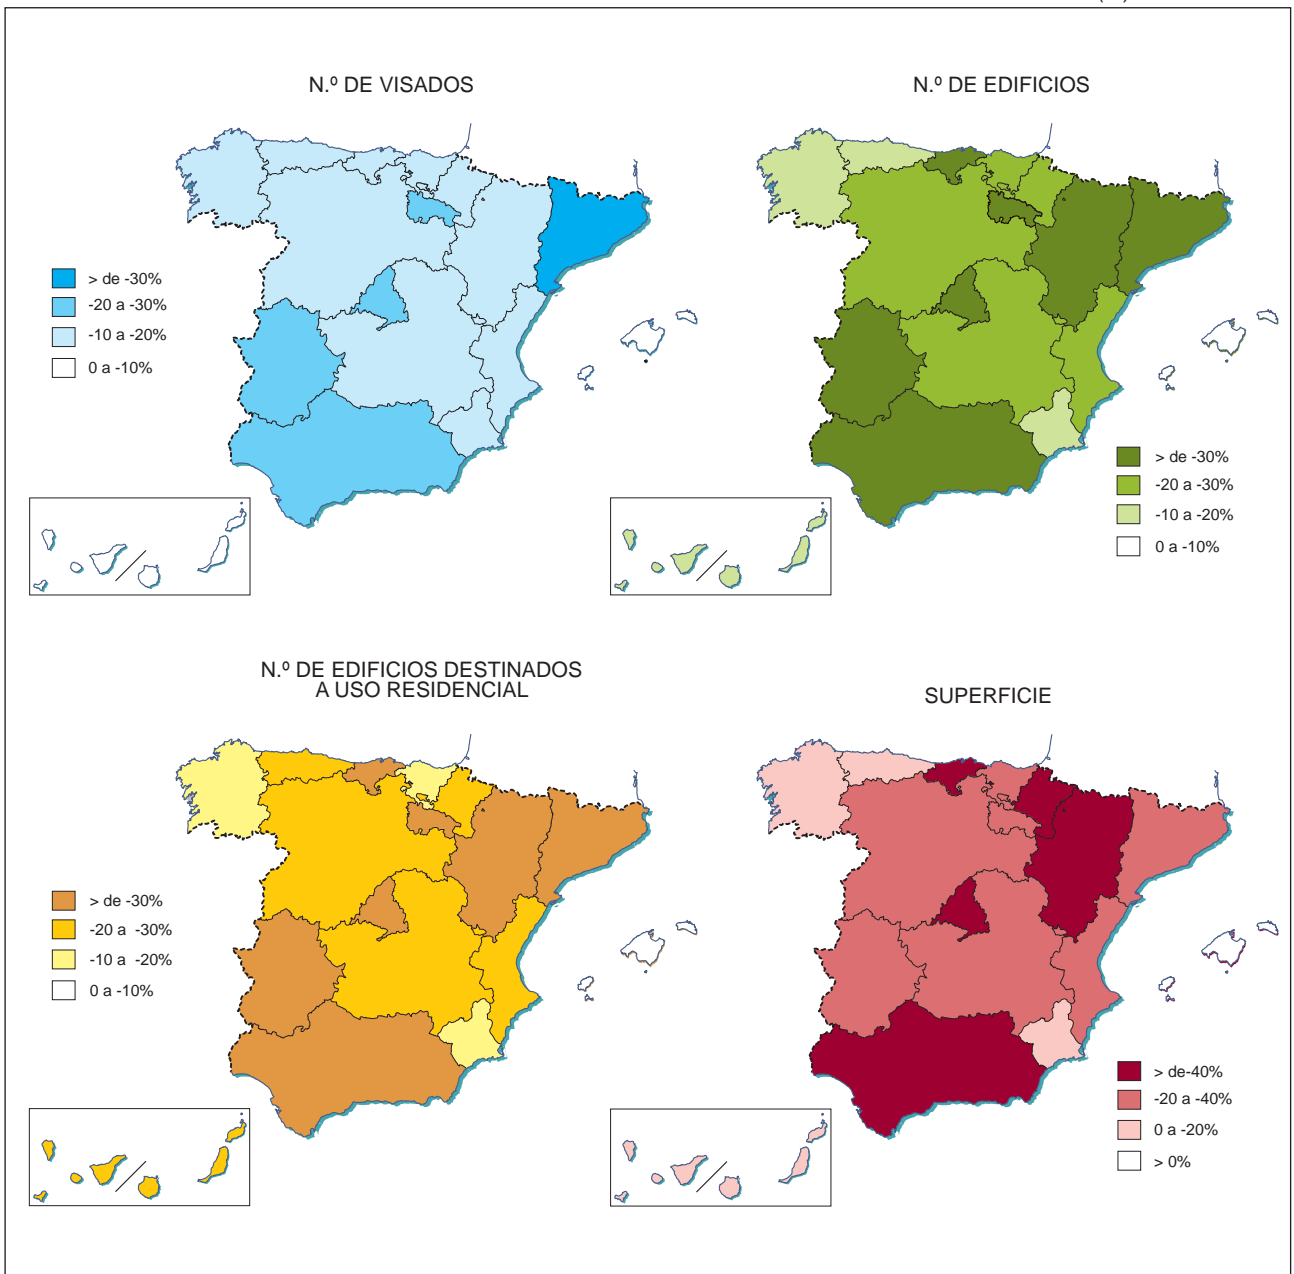 N.º DE VISADOS
> de -30%
-20 a -30%
-10 a -20%
0 a -10%
N.º DE EDIFICIOS
> de -30%
-20 a -30%
-10 a -20%
0 a -10%
N.º DE EDIFICIOS DESTINADOS
A USO RESIDENCIAL
> de -30%
-20 a -30%
-10 a -20%
0 a -10%
SUPERFICIE
> de-40%
-20 a -40%
0 a -20%
> 0%